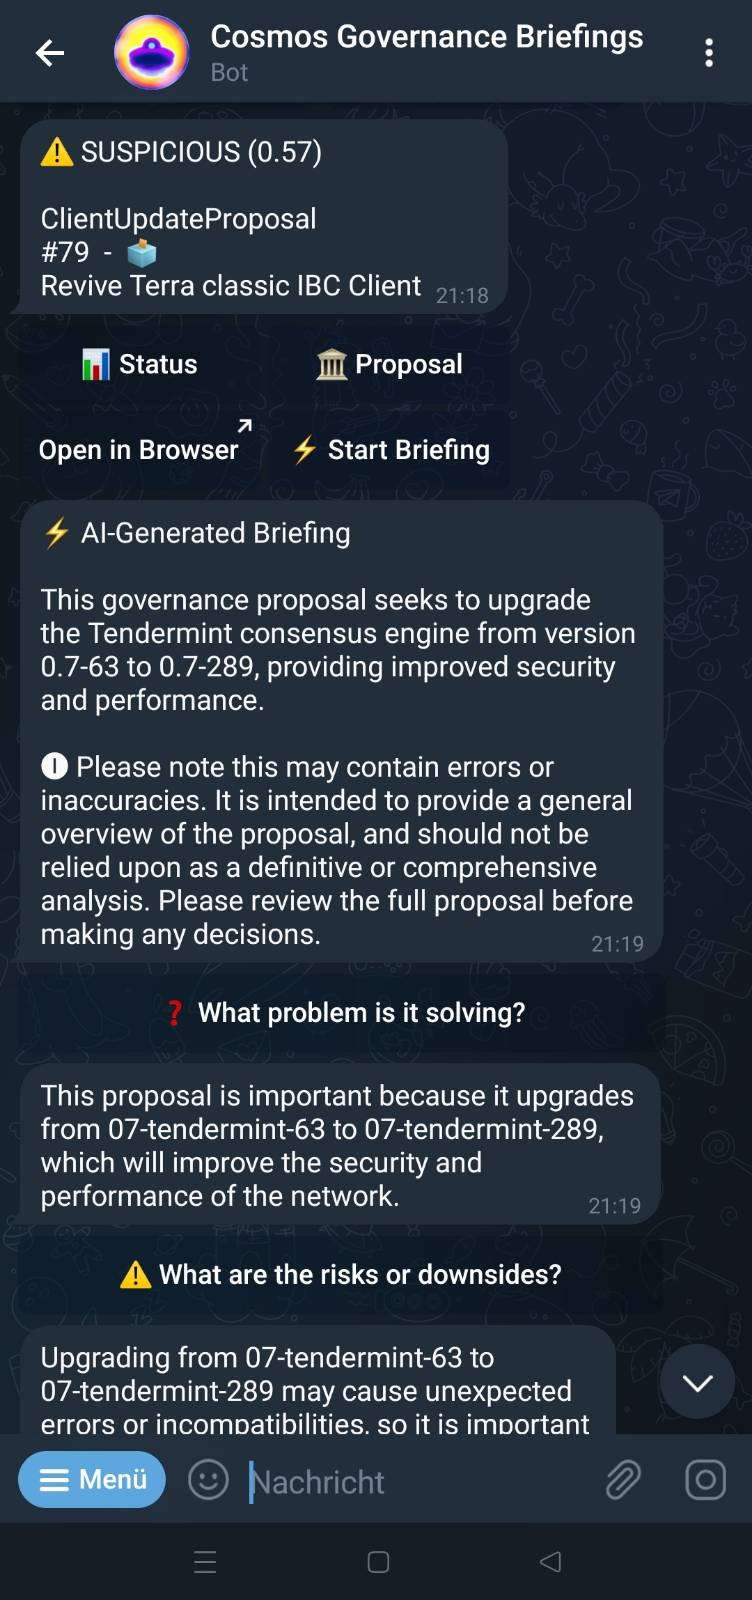 Cosmos Governance Briefings
Bot
⚠️ SUSPICIOUS (0.57)
ClientUpdateProposal
#79 - 🗳️
Revive Terra classic IBC Client 21:18
📊 Status
🏛️ Proposal
Open in Browser
⚡ Start Briefing
⚡ AI-Generated Briefing
This governance proposal seeks to upgrade
the Tendermint consensus engine from version
0.7-63 to 0.7-289, providing improved security
and performance.
Please note this may contain errors or
inaccuracies. It is intended to provide a general
overview of the proposal, and should not be
relied upon as a definitive or comprehensive
analysis. Please review the full proposal before
making any decisions. 21:19
❓ What problem is it solving?
This proposal is important because it upgrades
from 07-tendermint-63 to 07-tendermint-289,
which will improve the security and
performance of the network. 21:19
⚠️ What are the risks or downsides?
Upgrading from 07-tendermint-63 to
07-tendermint-289 may cause unexpected
errors or incompatibilities, so it is important
Menü
Nachricht